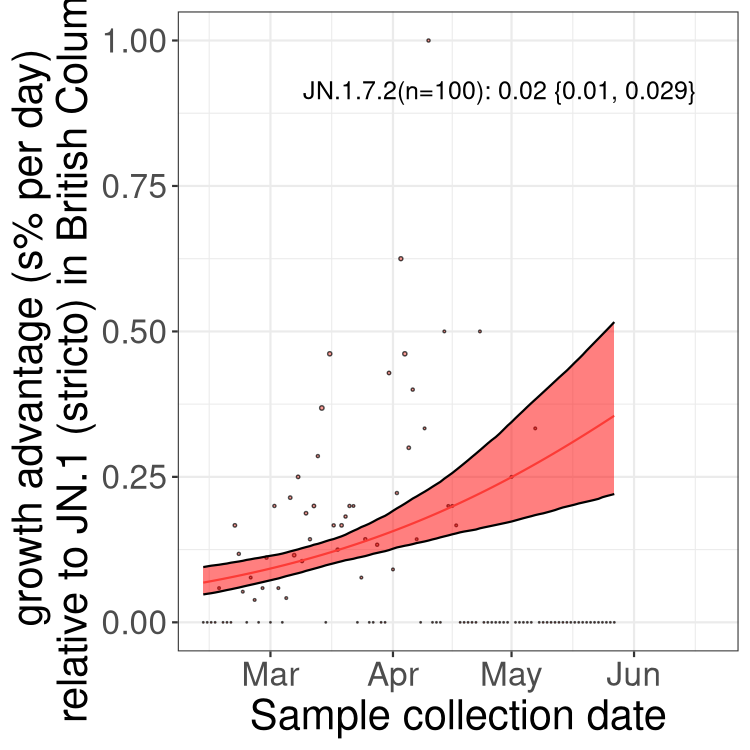 growth advantage (s% per day)
relative to JN.1 (stricto) in British Colum
1.00
0.75
0.50
0.25
0.00
JN.1.7.2(n=100): 0.02 {0.01, 0.029}
Mar Apr May Jun
Sample collection date